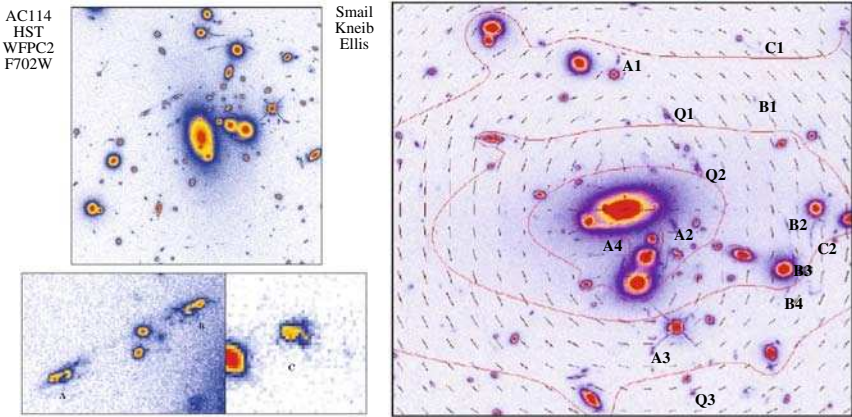 AC114
HST
WFPC2
F702W
Smail
Kneib
Ellis
C1
A1
B1
Q1
Q2
B2
A2
A4
C2
B3
B4
A3
Q3
A
B
C